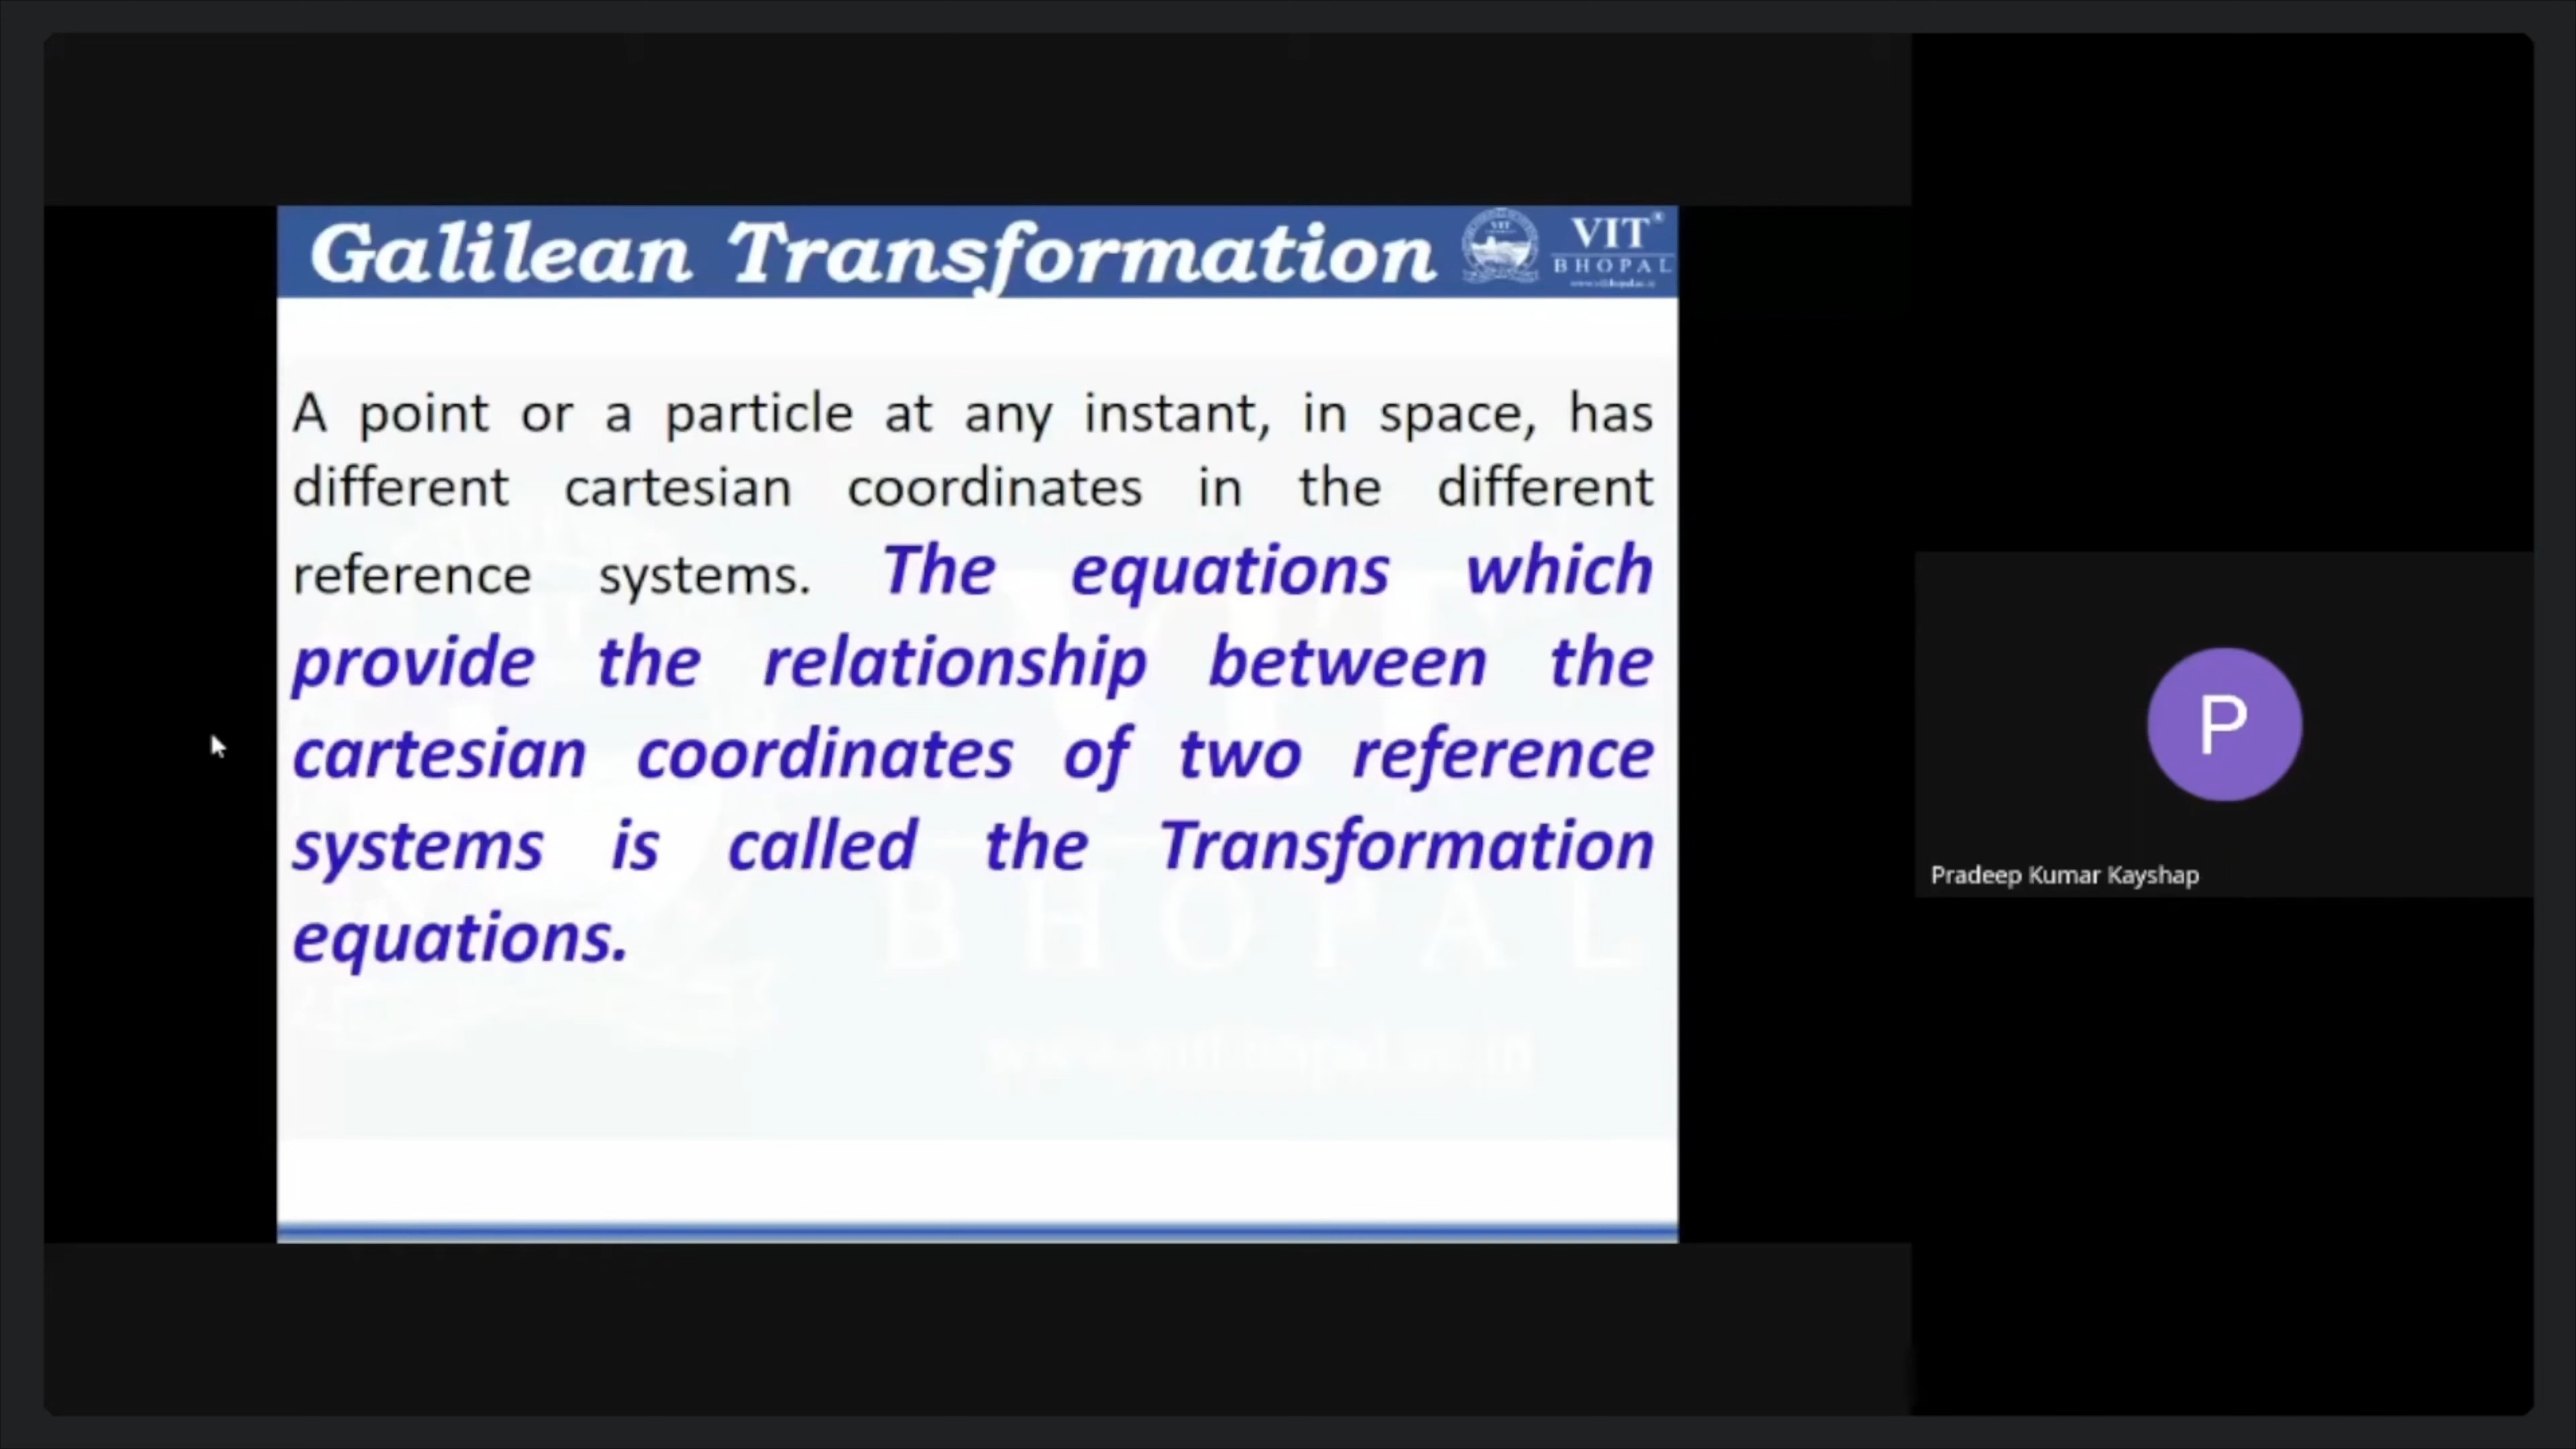 Galilean Transformation
VIT®
BHOPAL
A point or a particle at any instant, in space, has
different cartesian coordinates in the different
reference systems. The equations which
provide the relationship between the
cartesian coordinates of two reference
systems is called the Transformation
equations.
BHOPAL
P
Pradeep Kumar Kayshap